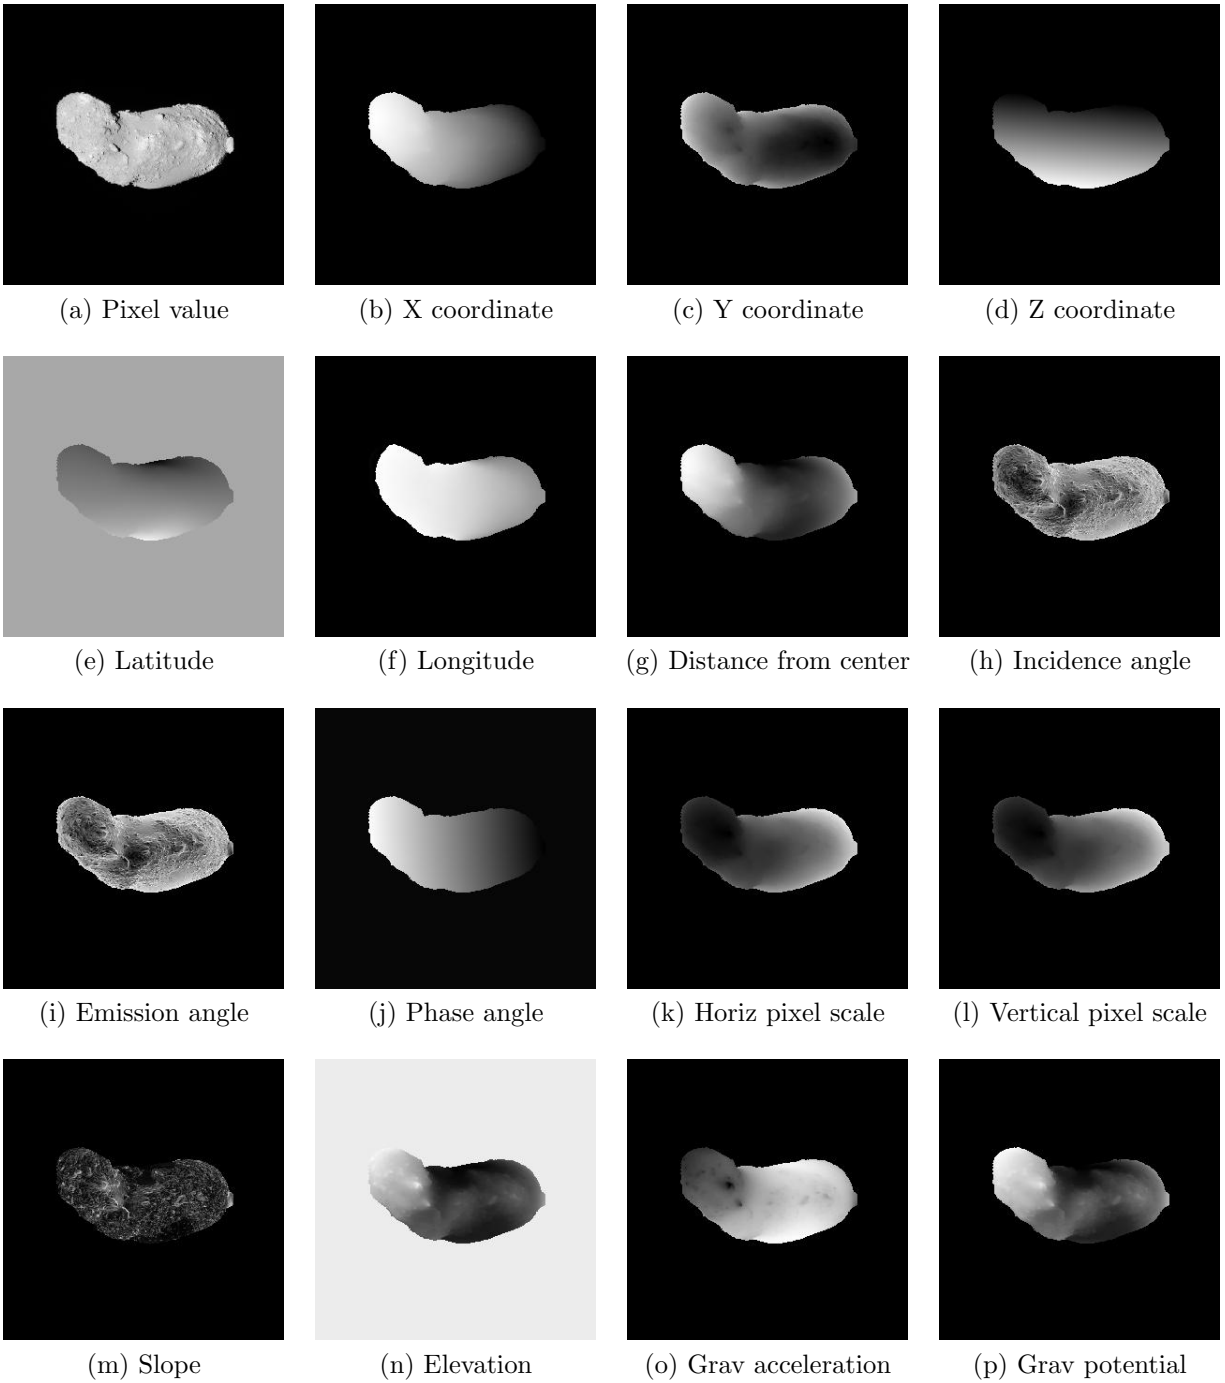 (a) Pixel value
(b) X coordinate
(c) Y coordinate
(d) Z coordinate
(e) Latitude
(f) Longitude
(g) Distance from center
(h) Incidence angle
(i) Emission angle
(j) Phase angle
(k) Horiz pixel scale
(l) Vertical pixel scale
(m) Slope
(n) Elevation
(o) Grav acceleration
(p) Grav potential